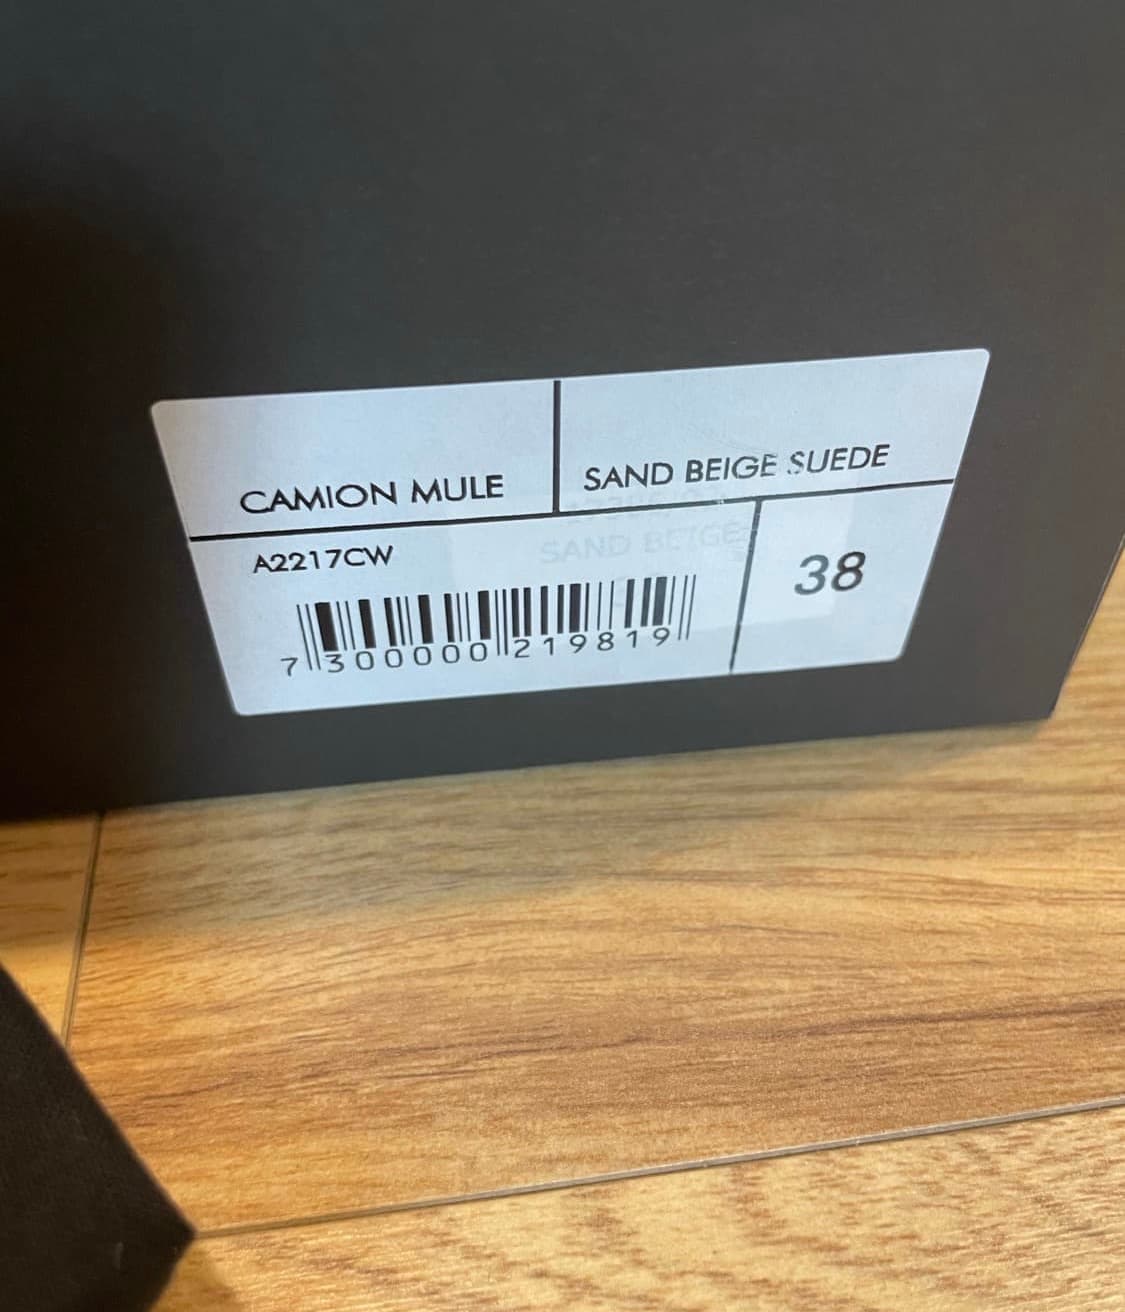 CAMION MULE
SAND BEIGE SUEDE
A2217CW
SAND BEIGE
38
7 300000 219819